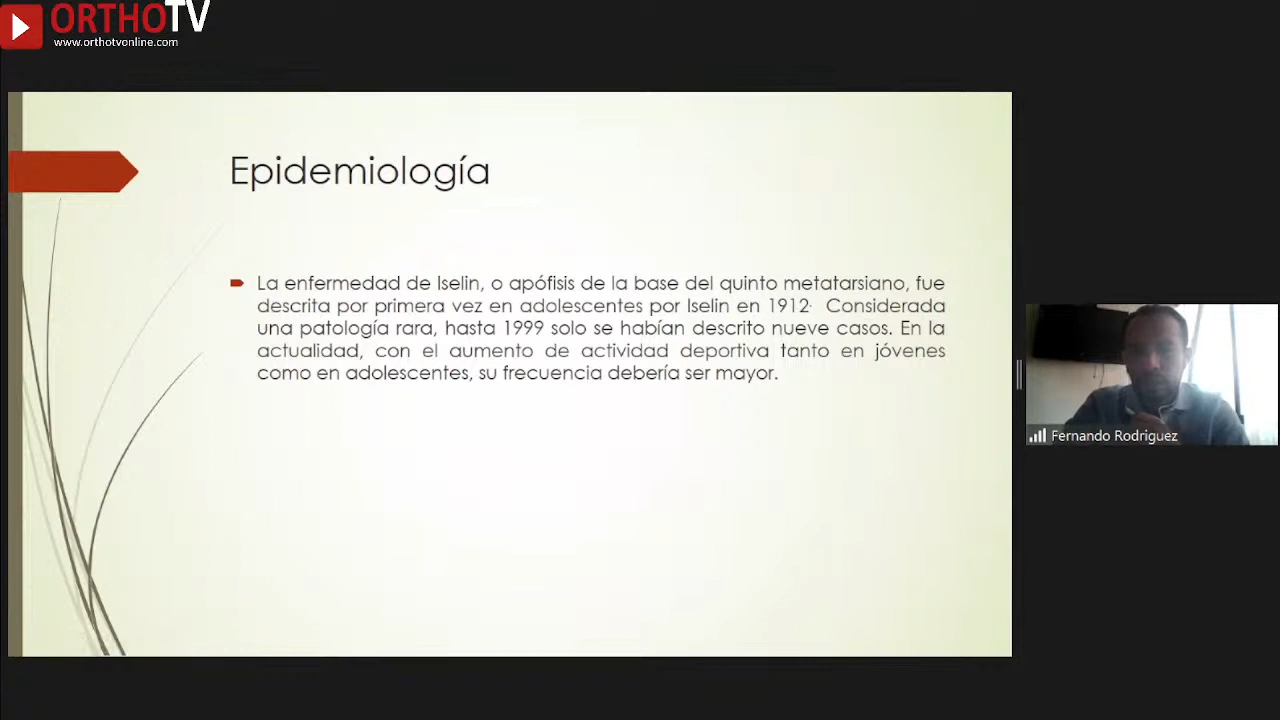 ORTHOTV
www.orthotvonline.com
Epidemiología
La enfermedad de Iselin, o apófisis de la base del quinto metatarsiano, fue
descrita por primera vez en adolescentes por Iselin en 1912. Considerada
una patología rara, hasta 1999 solo se habían descrito nueve casos. En la
actualidad, con el aumento de actividad deportiva tanto en jóvenes
como en adolescentes, su frecuencia debería ser mayor.
Fernando Rodriguez